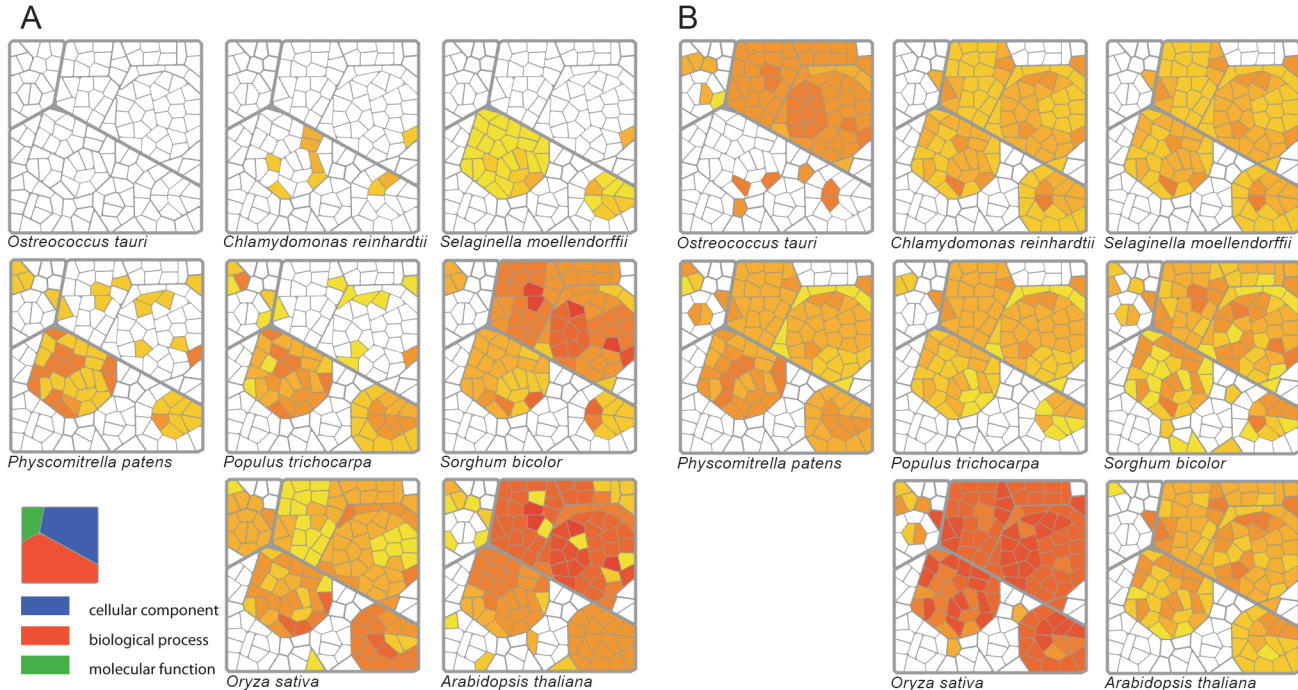 A
B
Ostreococcus tauri
Chlamydomonas reinhardtii
Selaginella moellendorffii
Ostreococcus tauri
Chlamydomonas reinhardtii
Selaginella moellendorffii
Physcomitrella patens
Populus trichocarpa
Sorghum bicolor
Physcomitrella patens
Populus trichocarpa
Sorghum bicolor
cellular component
biological process
molecular function
Oryza sativa
Arabidopsis thaliana
Oryza sativa
Arabidopsis thaliana